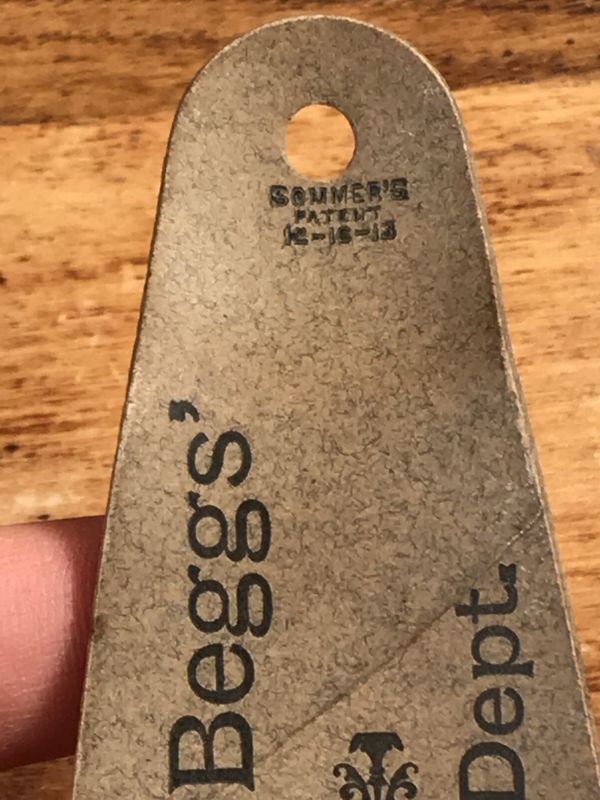 SOMMER'S
PATENT
12-16-13
Beggs'
Dept.